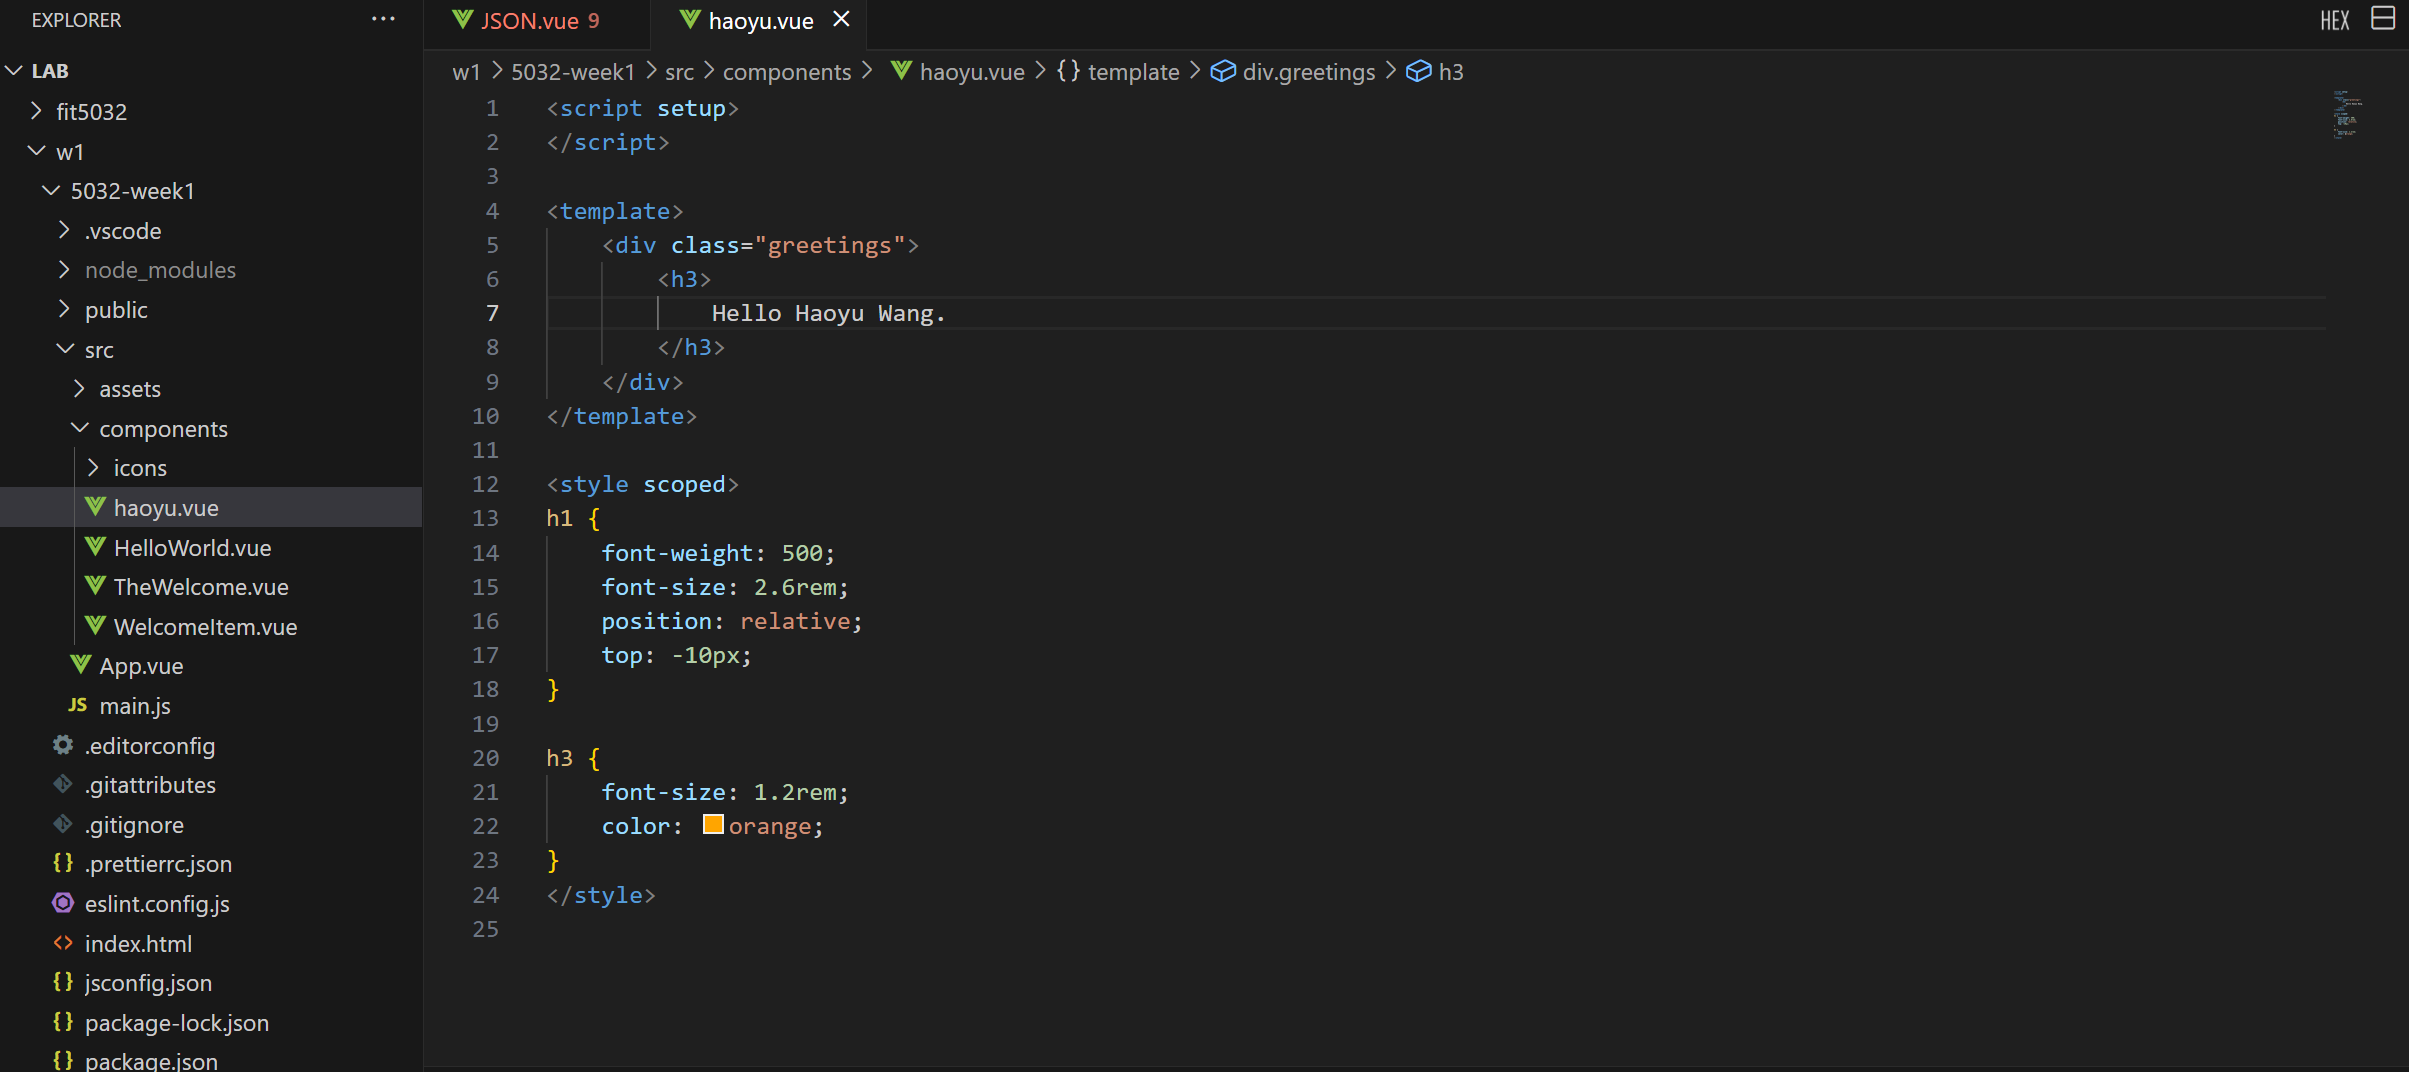 EXPLORER
LAB
fit5032
w1
5032-week1
.vscode
node_modules
public
src
assets
components
icons
haoyu.vue
HelloWorld.vue
TheWelcome.vue
WelcomeItem.vue
App.vue
JS main.js
.editorconfig
.gitattributes
.gitignore
{} .prettierrc.json
eslint.config.js
<> index.html
{} jsconfig.json
{} package-lock.json
{} package.json
JSON.vue 9
haoyu.vue
HEX
w1 > 5032-week1 > src > components > haoyu.vue > {} template > div.greetings > h3
1 <script setup>
2 </script>
3
4 <template>
5     <div class="greetings">
6         <h3>
7             Hello Haoyu Wang.
8         </h3>
9     </div>
10 </template>
11
12 <style scoped>
13 h1 {
14     font-weight: 500;
15     font-size: 2.6rem;
16     position: relative;
17     top: -10px;
18 }
19
20 h3 {
21     font-size: 1.2rem;
22     color: orange;
23 }
24 </style>
25